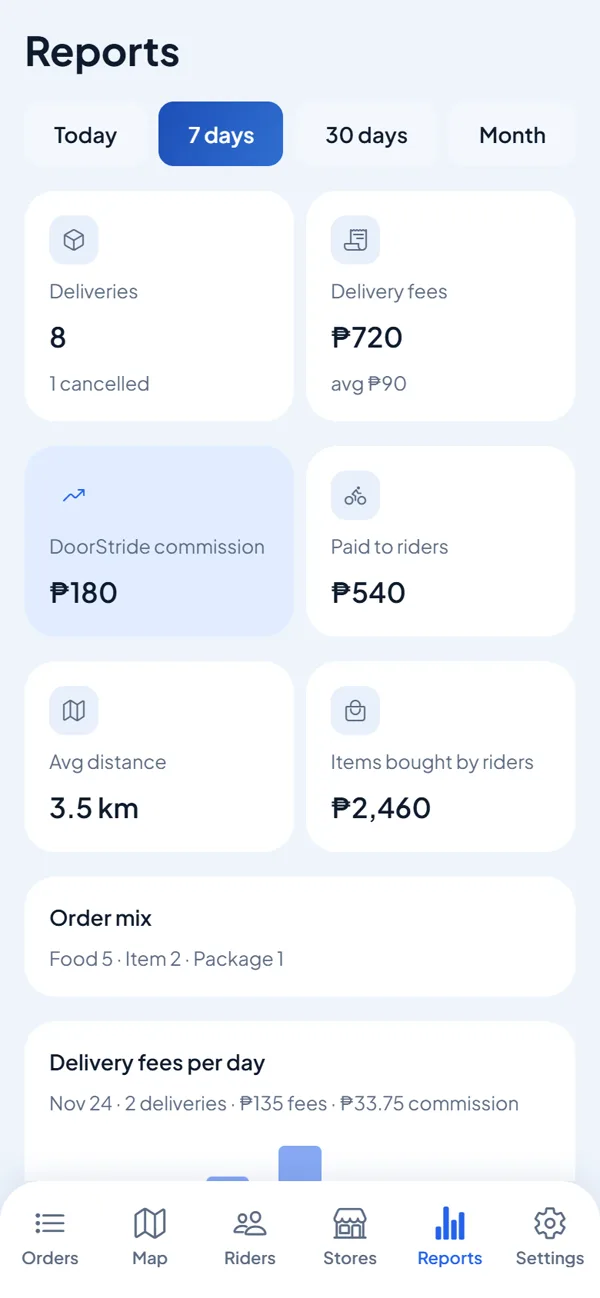 Reports
Today
7 days
30 days
Month
Deliveries
8
1 cancelled
Delivery fees
₱720
avg ₱90
DoorStride commission
₱180
Paid to riders
₱540
Avg distance
3.5 km
Items bought by riders
₱2,460
Order mix
Food 5 · Item 2 · Package 1
Delivery fees per day
Nov 24 · 2 deliveries · ₱135 fees · ₱33.75 commission
Orders
Map
Riders
Stores
Reports
Settings